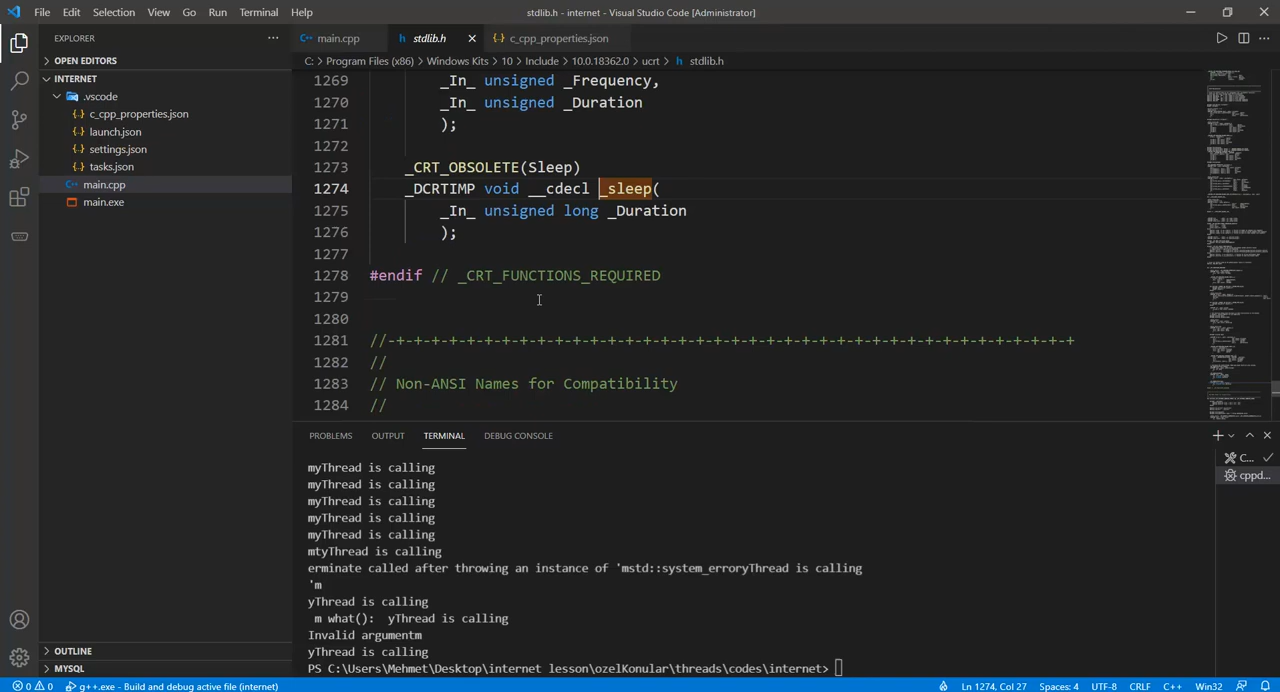 File Edit Selection View Go Run Terminal Help
stdlib.h - internet - Visual Studio Code [Administrator]
EXPLORER
main.cpp
stdlib.h
c_cpp_properties.json
OPEN EDITORS
C: > Program Files (x86) > Windows Kits > 10 > Include > 10.0.18362.0 > ucrt > stdlib.h
INTERNET
.vscode
c_cpp_properties.json
launch.json
settings.json
tasks.json
main.cpp
main.exe
1269 _In_ unsigned _Frequency,
1270 _In_ unsigned _Duration
1271 );
1272
1273 _CRT_OBSOLETE(Sleep)
1274 _DCRTIMP void __cdecl _sleep(
1275 _In_ unsigned long _Duration
1276 );
1277
1278 #endif // _CRT_FUNCTIONS_REQUIRED
1279
1280
1281 //-+-+-+-+-+-+-+-+-+-+-+-+-+-+-+-+-+-+-+-+-+-+-+-+-+-+-+-+-+-+-+-+-+-+-+-+-+-+-+
1282 //
1283 // Non-ANSI Names for Compatibility
1284 //
PROBLEMS OUTPUT TERMINAL DEBUG CONSOLE
C...
cppd...
myThread is calling
myThread is calling
myThread is calling
myThread is calling
myThread is calling
mtyThread is calling
erminate called after throwing an instance of 'mstd::system_erroryThread is calling
'm
yThread is calling
m what(): yThread is calling
Invalid argumentm
yThread is calling
PS C:\Users\Mehmet\Desktop\internet lesson\ozelKonular\threads\codes\internet>
OUTLINE
MYSQL
0 0 g++.exe - Build and debug active file (internet)
Ln 1274, Col 27 Spaces: 4 UTF-8 CRLF C++ Win32